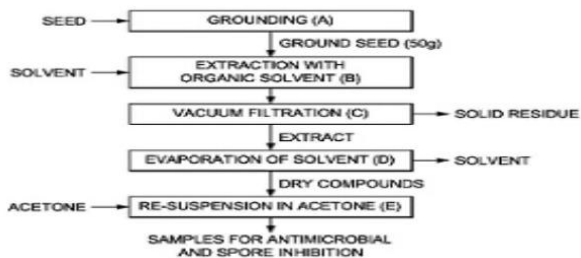 SEED
GROUNDING (A)
GROUND SEED (50g)
SOLVENT
EXTRACTION WITH
ORGANIC SOLVENT (B)
VACUUM FILTRATION (C)
SOLID RESIDUE
EXTRACT
EVAPORATION OF SOLVENT (D)
SOLVENT
DRY COMPOUNDS
ACETONE
RE-SUSPENSION IN ACETONE (E)
SAMPLES FOR ANTIMICROBIAL
AND SPORE INHIBITION